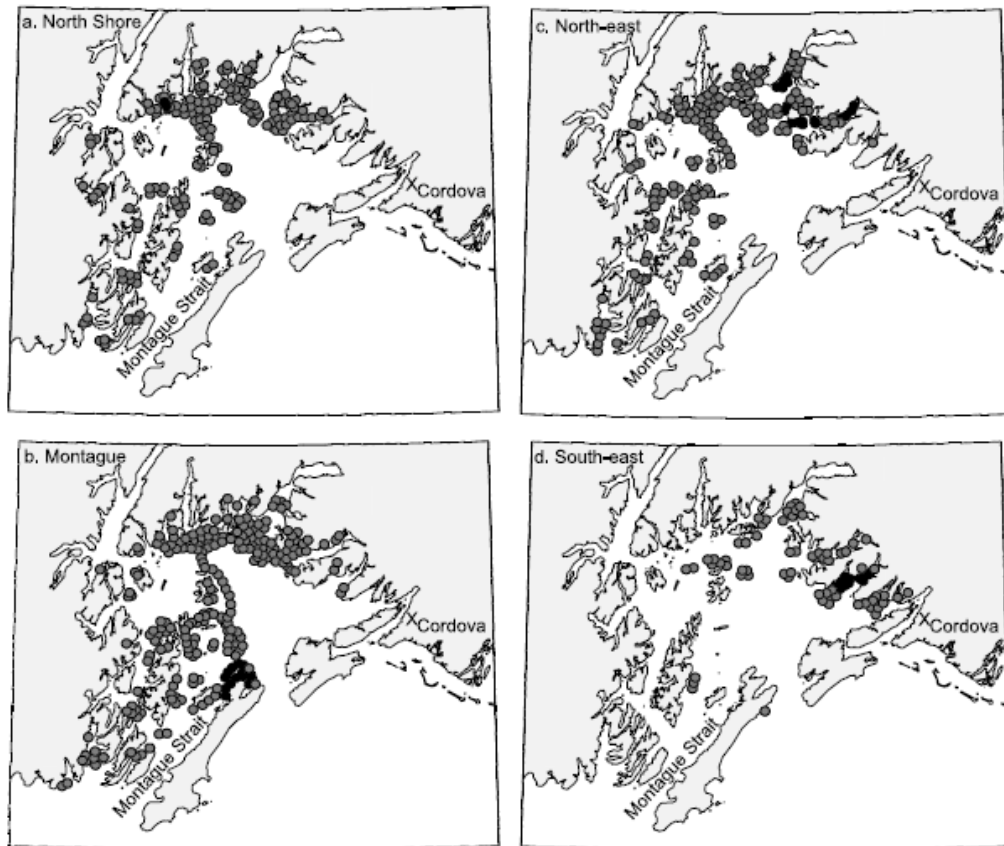 a. North Shore
Cordova
Montague Strait
c. North-east
Cordova
Montague Strait
b. Montague
Cordova
Montague Strait
d. South-east
Cordova
Montague Strait